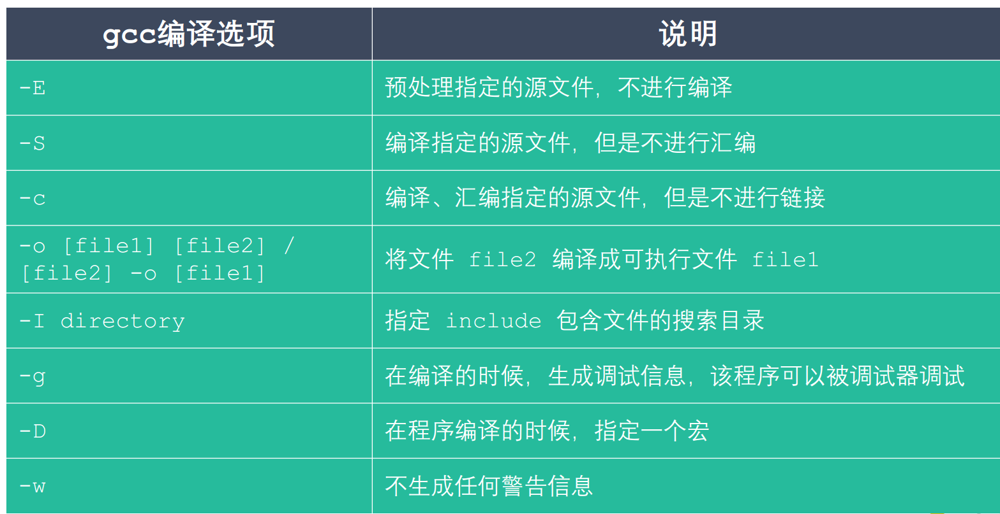 gcc编译选项
说明
-E
预处理指定的源文件，不进行编译
-S
编译指定的源文件，但是不进行汇编
-c
编译、汇编指定的源文件，但是不进行链接
-o [file1] [file2] /
[file2] -o [file1]
将文件 file2 编译成可执行文件 file1
-I directory
指定 include 包含文件的搜索目录
-g
在编译的时候，生成调试信息，该程序可以被调试器调试
-D
在程序编译的时候，指定一个宏
-w
不生成任何警告信息